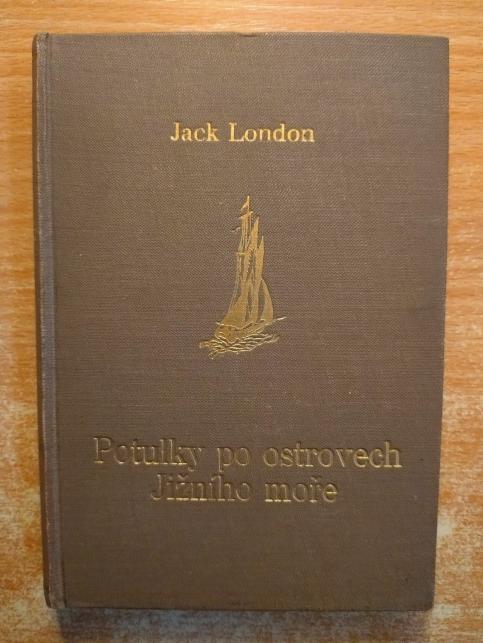 Jack London
Potulky po ostrovech
Jižního moře